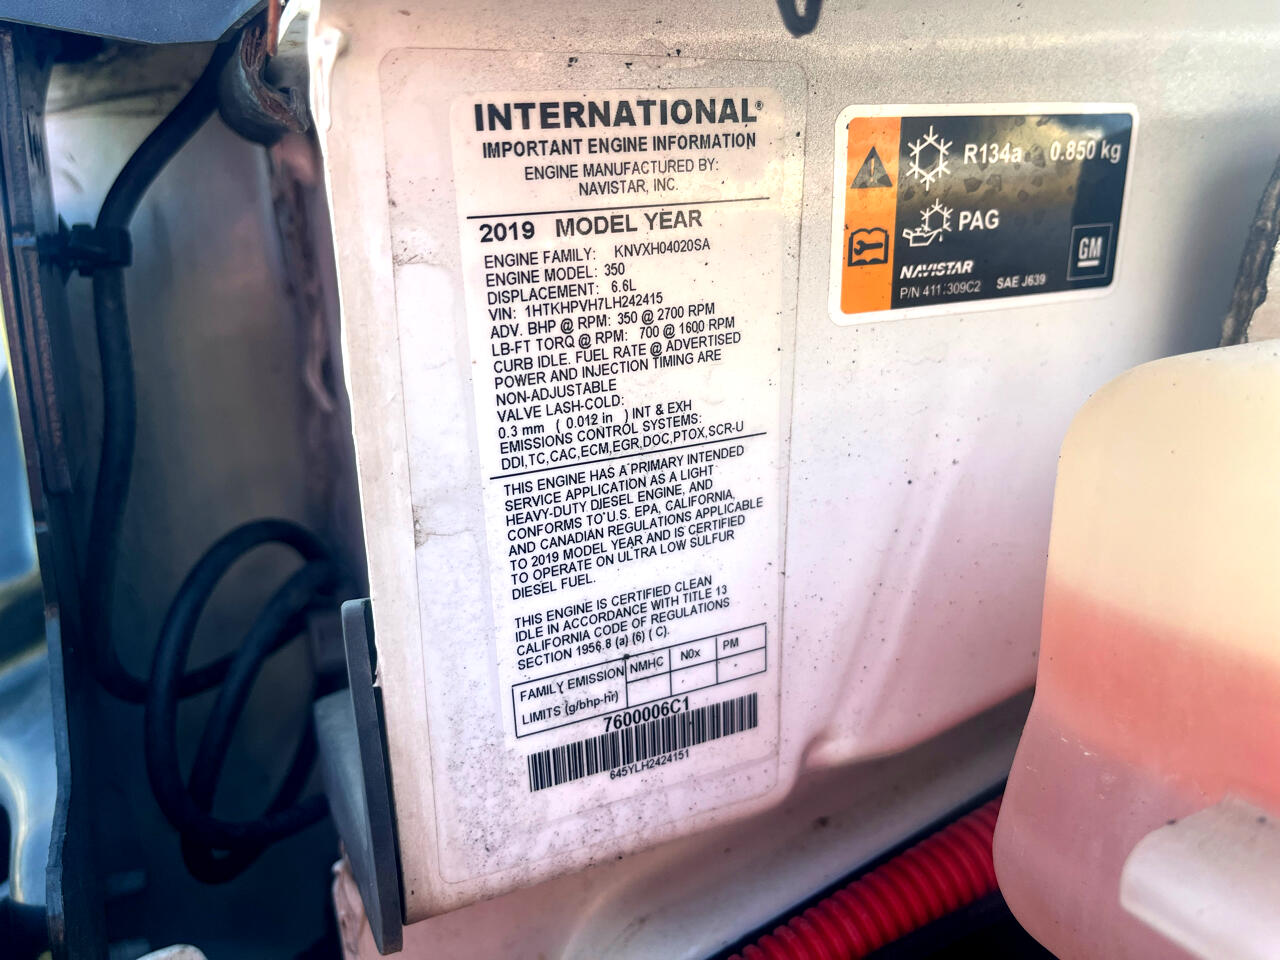 INTERNATIONAL®
IMPORTANT ENGINE INFORMATION
ENGINE MANUFACTURED BY:
NAVISTAR, INC.
2019 MODEL YEAR
ENGINE FAMILY: KNVXH04020SA
ENGINE MODEL: 350
DISPLACEMENT: 6.6L
VIN: 1HTKHPVH7LH242415
ADV. BHP @ RPM: 350 @ 2700 RPM
LB-FT TORQ @ RPM: 700 @ 1600 RPM
CURB IDLE. FUEL RATE @ ADVERTISED
POWER AND INJECTION TIMING ARE
NON-ADJUSTABLE
VALVE LASH-COLD:
0.3 mm ( 0.012 in ) INT & EXH
EMISSIONS CONTROL SYSTEMS:
DDI,TC,CAC,ECM,EGR,DOC,PTOX,SCR-U
THIS ENGINE HAS A PRIMARY INTENDED
SERVICE APPLICATION AS A LIGHT
HEAVY-DUTY DIESEL ENGINE, AND
CONFORMS TO U.S. EPA, CALIFORNIA,
AND CANADIAN REGULATIONS APPLICABLE
TO 2019 MODEL YEAR AND IS CERTIFIED
TO OPERATE ON ULTRA LOW SULFUR
DIESEL FUEL.
THIS ENGINE IS CERTIFIED CLEAN
IDLE IN ACCORDANCE WITH TITLE 13
CALIFORNIA CODE OF REGULATIONS
SECTION 1956.8 (a) (6) ( C).
FAMILY EMISSION NMHC N0x PM
LIMITS (g/bhp-hr)
7600006C1
645YLH2424151
R134a 0.850 kg
PAG
GM
NAVISTAR
P/N SAE J639